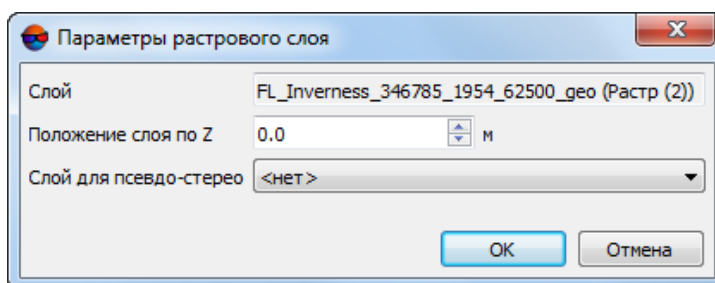 Параметры растрового слоя
Слой FL_Inverness_346785_1954_62500_geo (Растр (2))
Положение слоя по Z 0.0 м
Слой для псевдо-стерео <нет>
OK Отмена